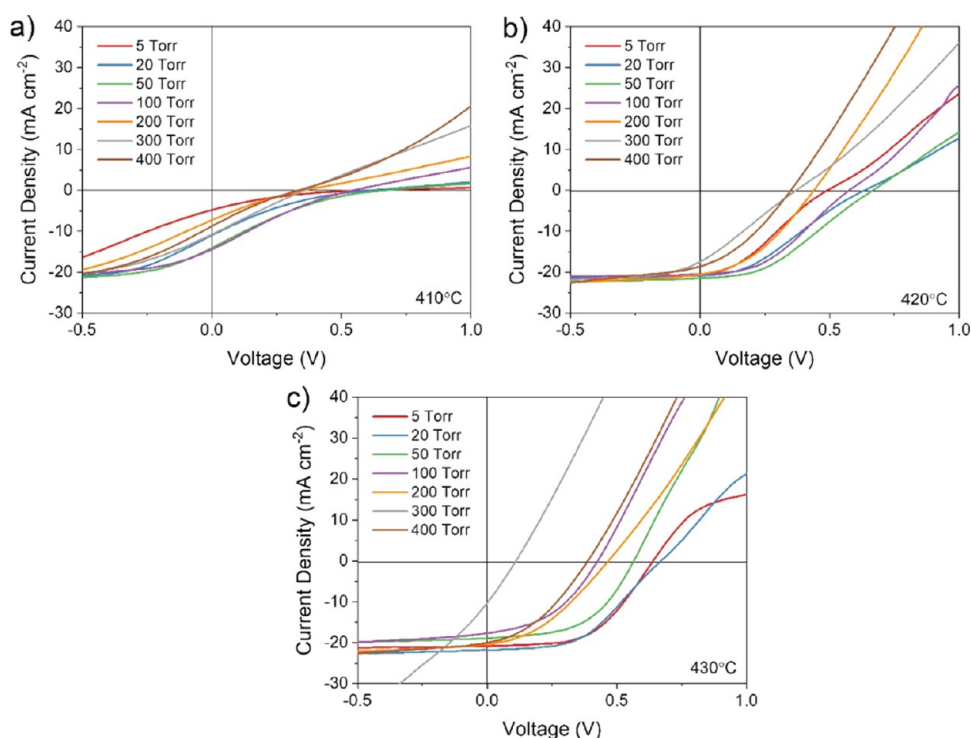 a)
Current Density (mA cm⁻²)
40
30
20
10
0
-10
-20
-30
5 Torr
20 Torr
50 Torr
100 Torr
200 Torr
300 Torr
400 Torr
410°C
-0.5
0.0
0.5
1.0
Voltage (V)
b)
Current Density (mA cm⁻²)
40
30
20
10
0
-10
-20
-30
5 Torr
20 Torr
50 Torr
100 Torr
200 Torr
300 Torr
400 Torr
420°C
-0.5
0.0
0.5
1.0
Voltage (V)
c)
Current Density (mA cm⁻²)
40
30
20
10
0
-10
-20
-30
5 Torr
20 Torr
50 Torr
100 Torr
200 Torr
300 Torr
400 Torr
430°C
-0.5
0.0
0.5
1.0
Voltage (V)